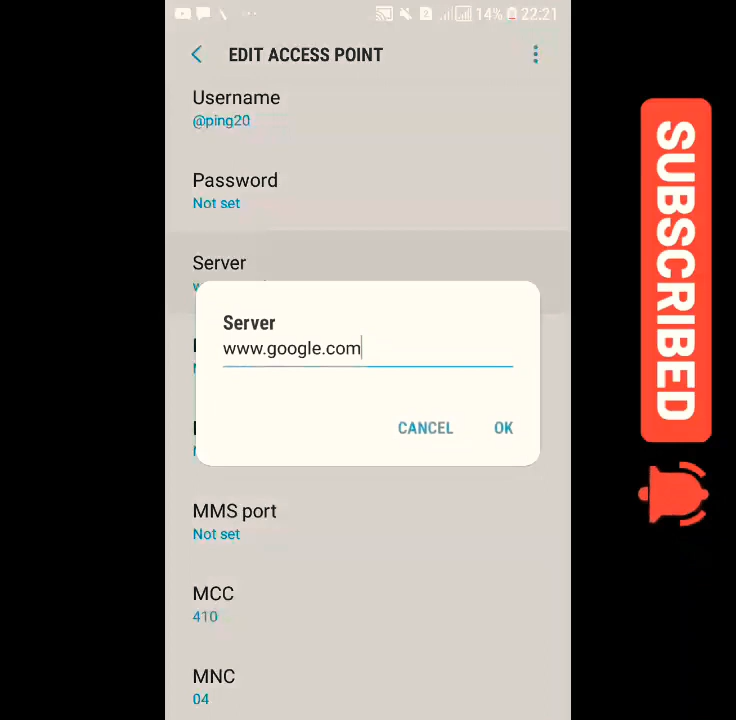 2 14% 22:21
EDIT ACCESS POINT
Username
@ping20
Password
Not set
Server
Server
www.google.com
CANCEL OK
MMS port
Not set
MCC
410
MNC
04
SUBSCRIBED